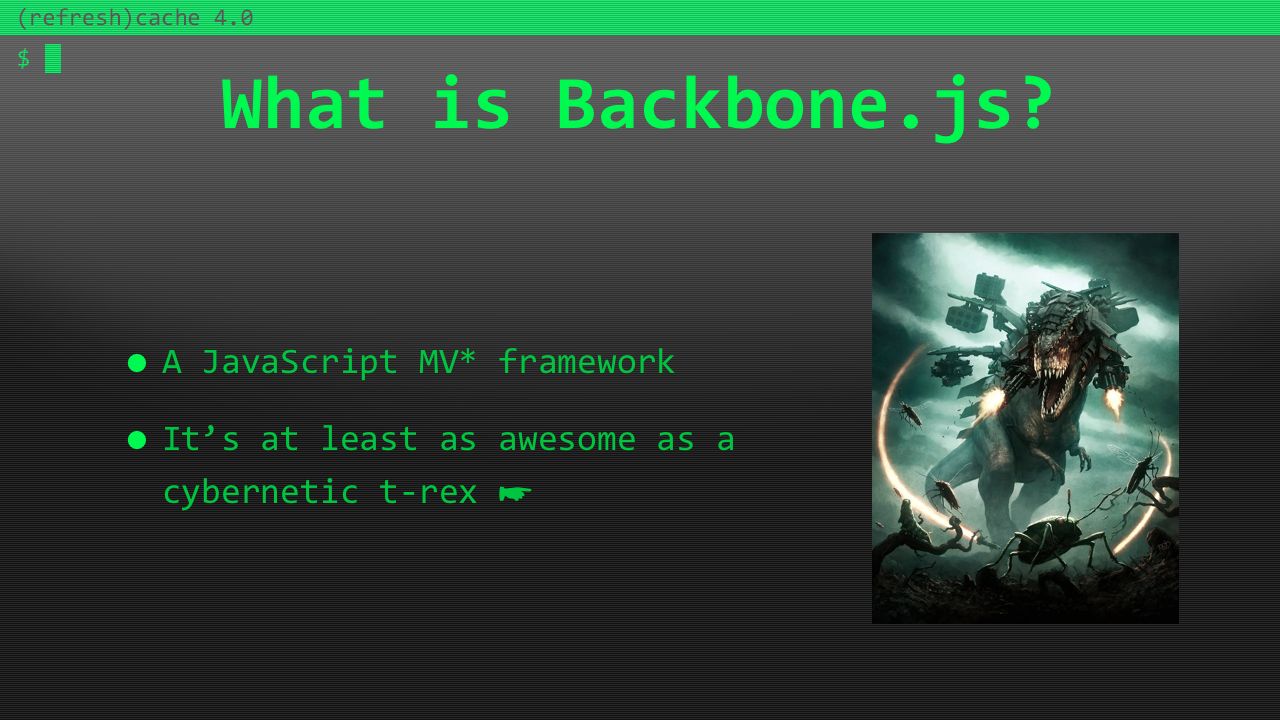 (refresh)cache 4.0
$
What is Backbone.js?
● A JavaScript MV* framework
● It’s at least as awesome as a
cybernetic t-rex ☛